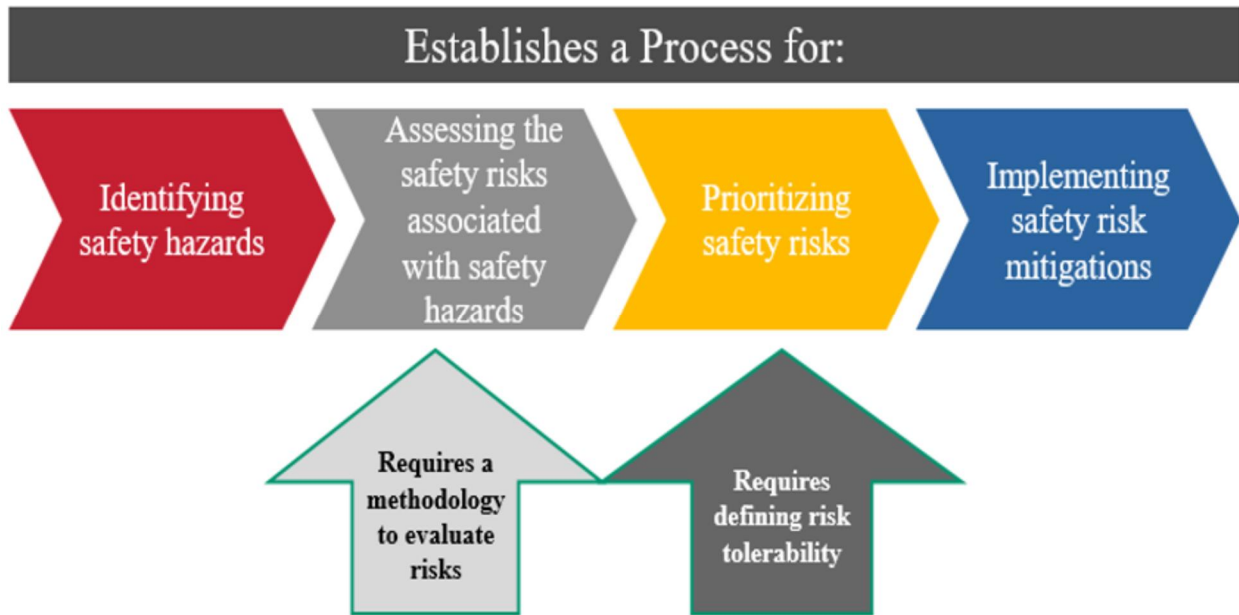 Establishes a Process for:
Identifying
safety hazards
Assessing the
safety risks
associated
with safety
hazards
Prioritizing
safety risks
Implementing
safety risk
mitigations
Requires a
methodology
to evaluate
risks
Requires
defining risk
tolerability